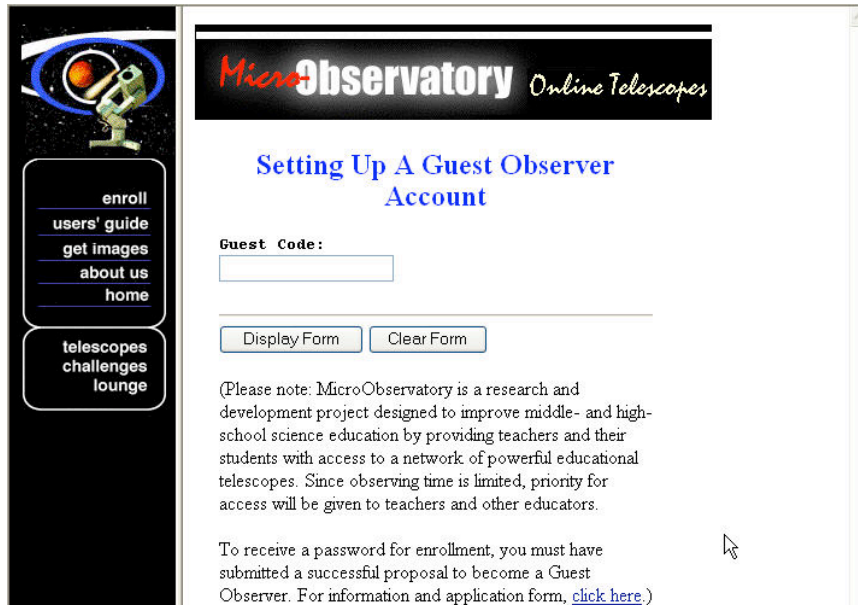 Micro-Observatory Online Telescopes
enroll
users' guide
get images
about us
home
telescopes
challenges
lounge
Setting Up A Guest Observer
Account
Guest Code:
Display Form Clear Form
(Please note: MicroObservatory is a research and
development project designed to improve middle- and high-
school science education by providing teachers and their
students with access to a network of powerful educational
telescopes. Since observing time is limited, priority for
access will be given to teachers and other educators.
To receive a password for enrollment, you must have
submitted a successful proposal to become a Guest
Observer. For information and application form, click here.)